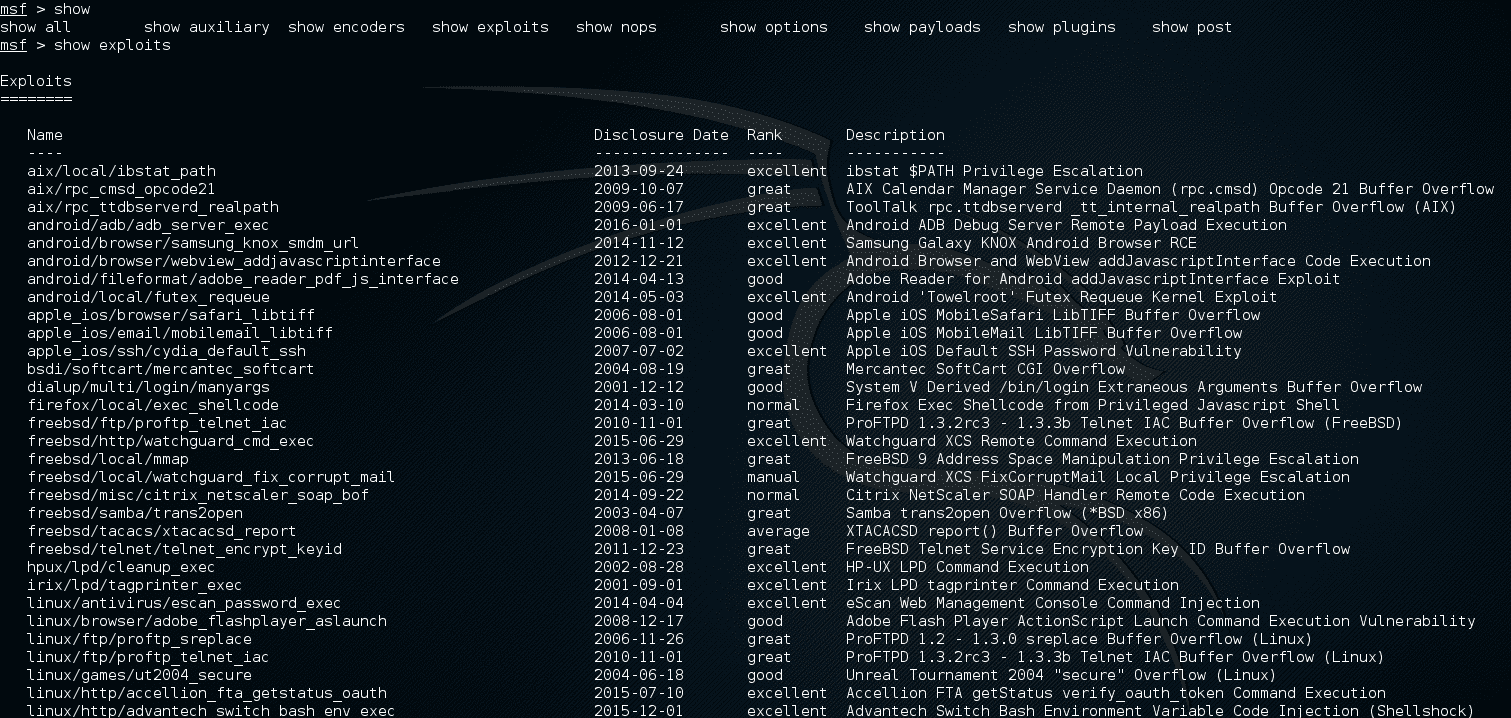 msf > show
show all show auxiliary show encoders show exploits show nops show options show payloads show plugins show post
msf > show exploits
Exploits
========
Name Disclosure Date Rank Description
---- --------------- ---- -----------
aix/local/ibstat_path 2013-09-24 excellent ibstat $PATH Privilege Escalation
aix/rpc_cmsd_opcode21 2009-10-07 great AIX Calendar Manager Service Daemon (rpc.cmsd) Opcode 21 Buffer Overflow
aix/rpc_ttdbserverd_realpath 2009-06-17 great ToolTalk rpc.ttdbserverd _tt_internal_realpath Buffer Overflow (AIX)
android/adb/adb_server_exec 2016-01-01 excellent Android ADB Debug Server Remote Payload Execution
android/browser/samsung_knox_smdm_url 2014-11-12 excellent Samsung Galaxy KNOX Android Browser RCE
android/browser/webview_addjavascriptinterface 2012-12-21 excellent Android Browser and WebView addJavascriptInterface Code Execution
android/fileformat/adobe_reader_pdf_js_interface 2014-04-13 good Adobe Reader for Android addJavascriptInterface Exploit
android/local/futex_requeue 2014-05-03 excellent Android 'Towelroot' Futex Requeue Kernel Exploit
apple_ios/browser/safari_libtiff 2006-08-01 good Apple iOS MobileSafari LibTIFF Buffer Overflow
apple_ios/email/mobilemail_libtiff 2006-08-01 good Apple iOS MobileMail LibTIFF Buffer Overflow
apple_ios/ssh/cydia_default_ssh 2007-07-02 excellent Apple iOS Default SSH Password Vulnerability
bsdi/softcart/mercantec_softcart 2004-08-19 great Mercantec SoftCart CGI Overflow
dialup/multi/login/manyargs 2001-12-12 good System V Derived /bin/login Extraneous Arguments Buffer Overflow
firefox/local/exec_shellcode 2014-03-10 normal Firefox Exec Shellcode from Privileged Javascript Shell
freebsd/ftp/proftp_telnet_iac 2010-11-01 great ProFTPD 1.3.2rc3 - 1.3.3b Telnet IAC Buffer Overflow (FreeBSD)
freebsd/http/watchguard_cmd_exec 2015-06-29 excellent Watchguard XCS Remote Command Execution
freebsd/local/mmap 2013-06-18 great FreeBSD 9 Address Space Manipulation Privilege Escalation
freebsd/local/watchguard_fix_corrupt_mail 2015-06-29 manual Watchguard XCS FixCorruptMail Local Privilege Escalation
freebsd/misc/citrix_netscaler_soap_bof 2014-09-22 normal Citrix NetScaler SOAP Handler Remote Code Execution
freebsd/samba/trans2open 2003-04-07 great Samba trans2open Overflow (*BSD x86)
freebsd/tacacs/xtacacsd_report 2008-01-08 average XTACACSD report() Buffer Overflow
freebsd/telnet/telnet_encrypt_keyid 2011-12-23 great FreeBSD Telnet Service Encryption Key ID Buffer Overflow
hpux/lpd/cleanup_exec 2002-08-28 excellent HP-UX LPD Command Execution
irix/lpd/tagprinter_exec 2001-09-01 excellent Irix LPD tagprinter Command Execution
linux/antivirus/escan_password_exec 2014-04-04 excellent eScan Web Management Console Command Injection
linux/browser/adobe_flashplayer_aslaunch 2008-12-17 good Adobe Flash Player ActionScript Launch Command Execution Vulnerability
linux/ftp/proftp_sreplace 2006-11-26 great ProFTPD 1.2 - 1.3.0 sreplace Buffer Overflow (Linux)
linux/ftp/proftp_telnet_iac 2010-11-01 great ProFTPD 1.3.2rc3 - 1.3.3b Telnet IAC Buffer Overflow (Linux)
linux/games/ut2004_secure 2004-06-18 good Unreal Tournament 2004 "secure" Overflow (Linux)
linux/http/accellion_fta_getstatus_oauth 2015-07-10 excellent Accellion FTA getStatus verify_oauth_token Command Execution
linux/http/advantech_switch_bash_env_exec 2015-12-01 excellent Advantech Switch Bash Environment Variable Code Injection (Shellshock)